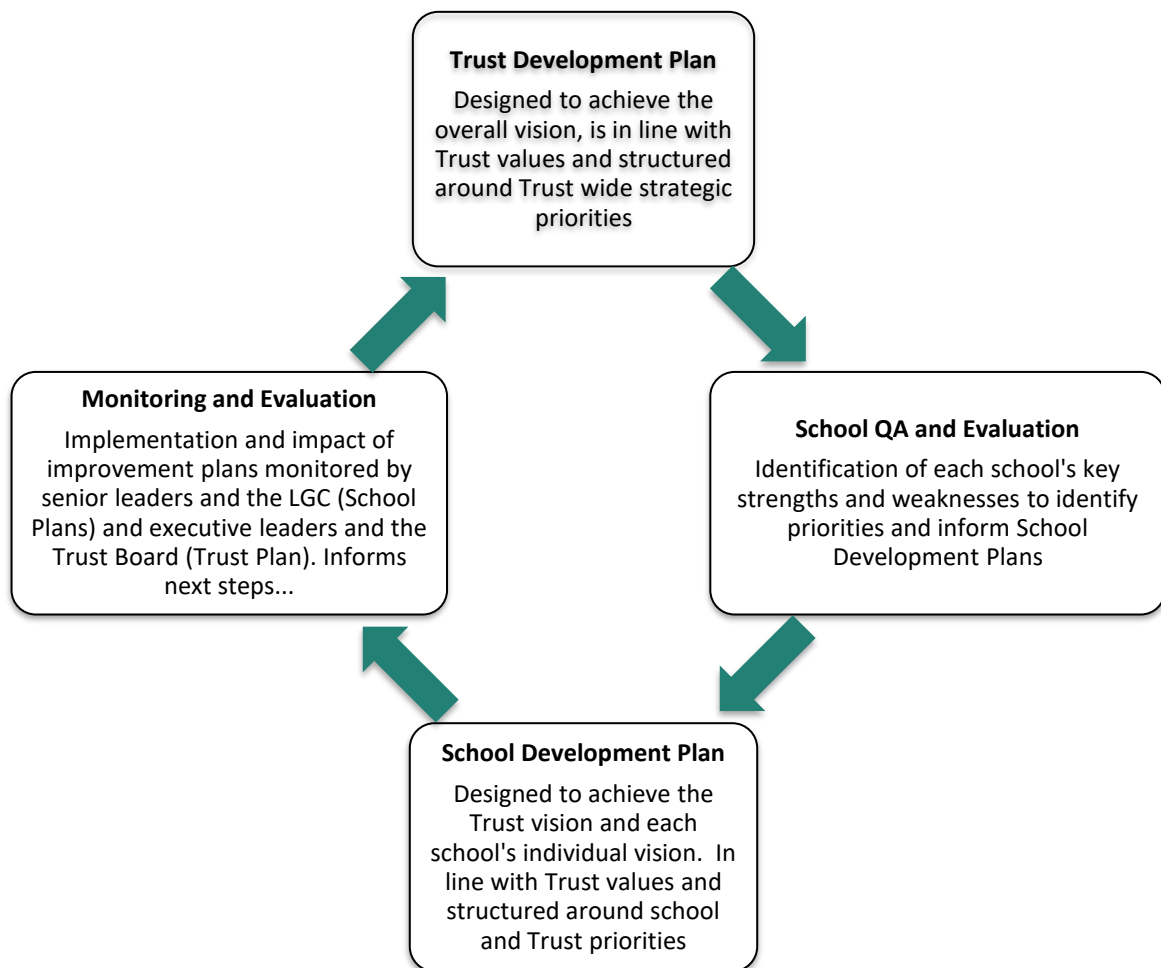 Trust Development Plan
Designed to achieve the
overall vision, is in line with
Trust values and structured
around Trust wide strategic
priorities
Monitoring and Evaluation
Implementation and impact of
improvement plans monitored by
senior leaders and the LGC (School
Plans) and executive leaders and the
Trust Board (Trust Plan). Informs
next steps...
School QA and Evaluation
Identification of each school's key
strengths and weaknesses to identify
priorities and inform School
Development Plans
School Development Plan
Designed to achieve the
Trust vision and each
school's individual vision.  In
line with Trust values and
structured around school
and Trust priorities